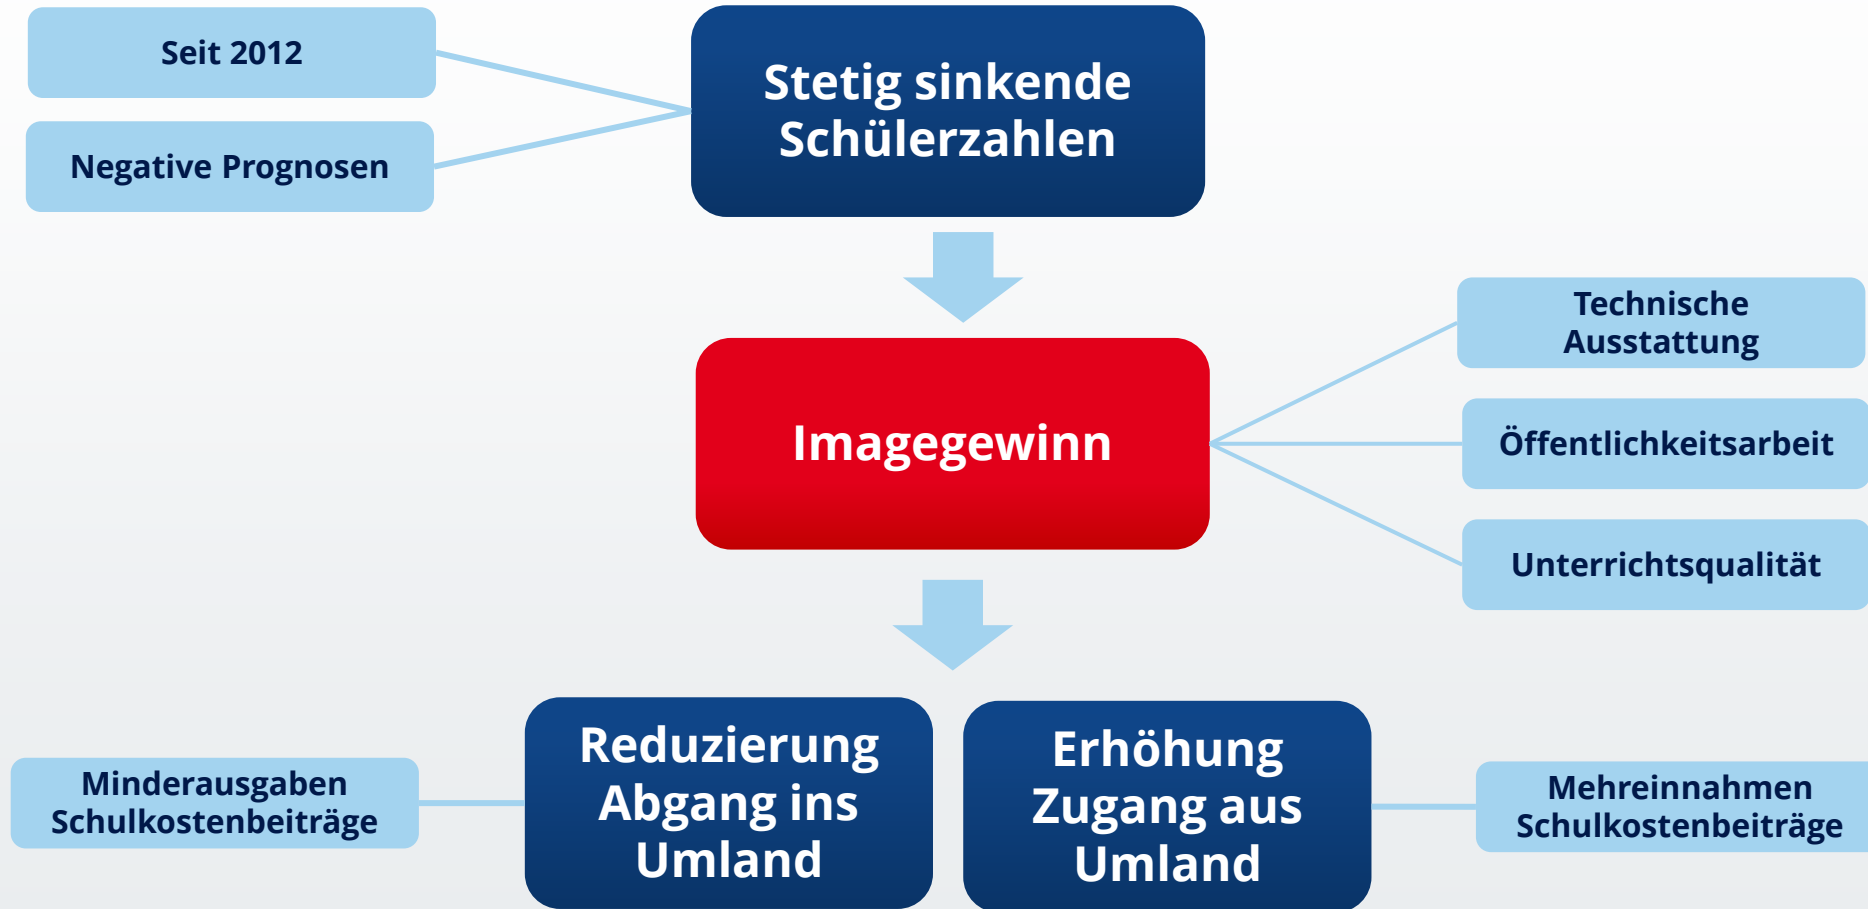 Seit 2012
Negative Prognosen
Stetig sinkende
Schülerzahlen
Imagegewinn
Technische
Ausstattung
Öffentlichkeitsarbeit
Unterrichtsqualität
Minderausgaben
Schulkostenbeiträge
Reduzierung
Abgang ins
Umland
Erhöhung
Zugang aus
Umland
Mehreinnahmen
Schulkostenbeiträge